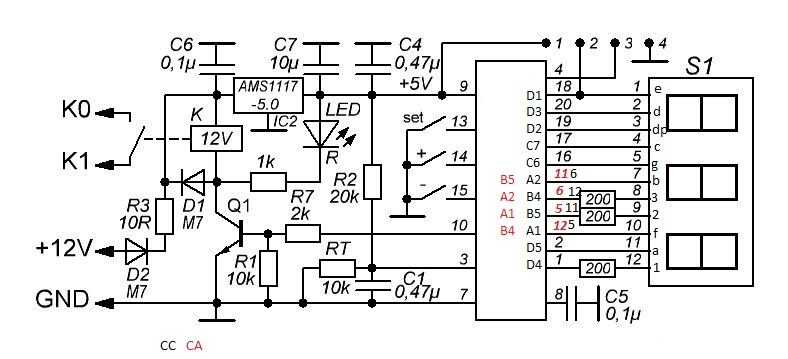 C6
0,1µ
C7
10µ
C4
0,47µ
+5V
AMS1117
-5.0
IC2
K0
K1
K
12V
LED
R
1k
D1
M7
R3
10R
+12V
D2
M7
GND
Q1
R7
2k
R1
10k
R2
20k
RT
10k
C1
0,47µ
set
+
-
9
13
14
15
10
3
7
1
2
3
4
4
D1 18 1 e
D3 20 2 d
D2 19 3 dp
C7 17 4 c
C6 16 5 g
B5 A2 11 6 7 b
A2 B4 6 12 200 8 3
A1 B5 5 11 200 9 2
B4 A1 12 5 10 f
D5 2 11 a
D4 1 200 12 1
8
C5
0,1µ
S1
CC CA